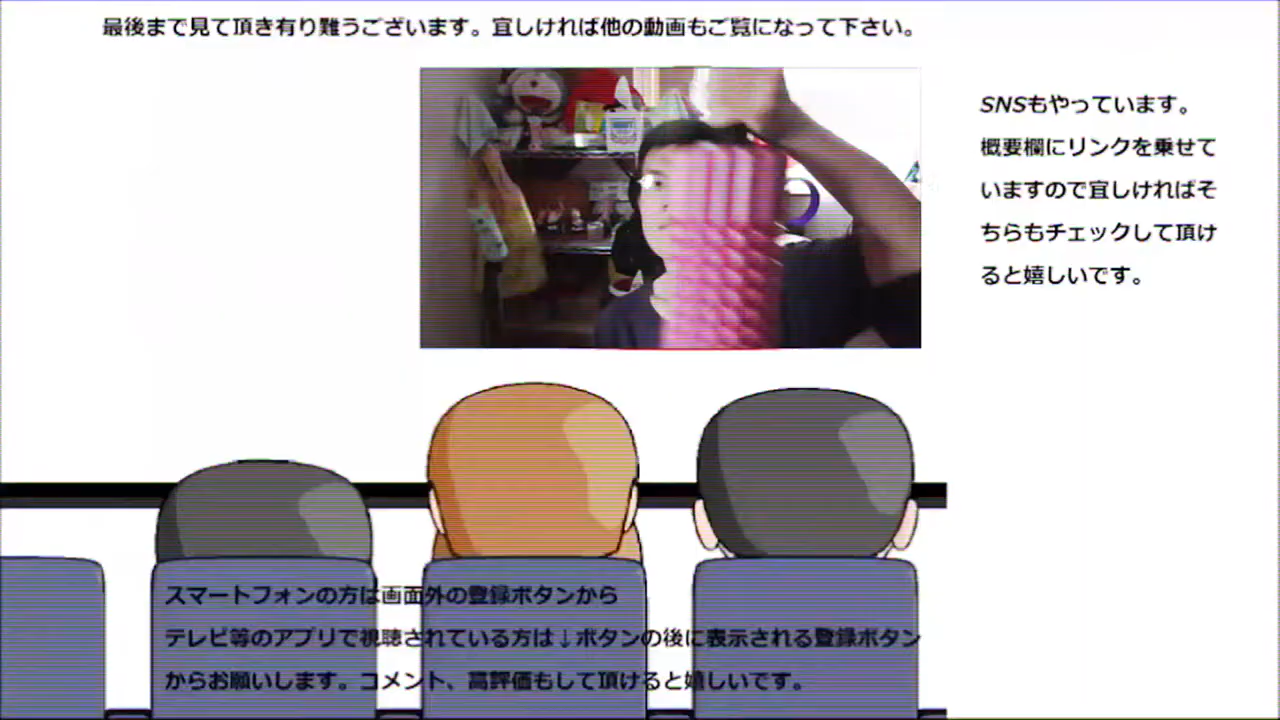 最後まで見て頂き有り難うございます。宜しければ他の動画もご覧になって下さい。
SNSもやっています。
概要欄にリンクを乗せて
いますので宜しければそ
ちらもチェックして頂け
ると嬉しいです。
スマートフォンの方は画面外の登録ボタンから
テレビ等のアプリで視聴されている方は↓ボタンの後に表示される登録ボタン
からお願いします。コメント、高評価もして頂けると嬉しいです。